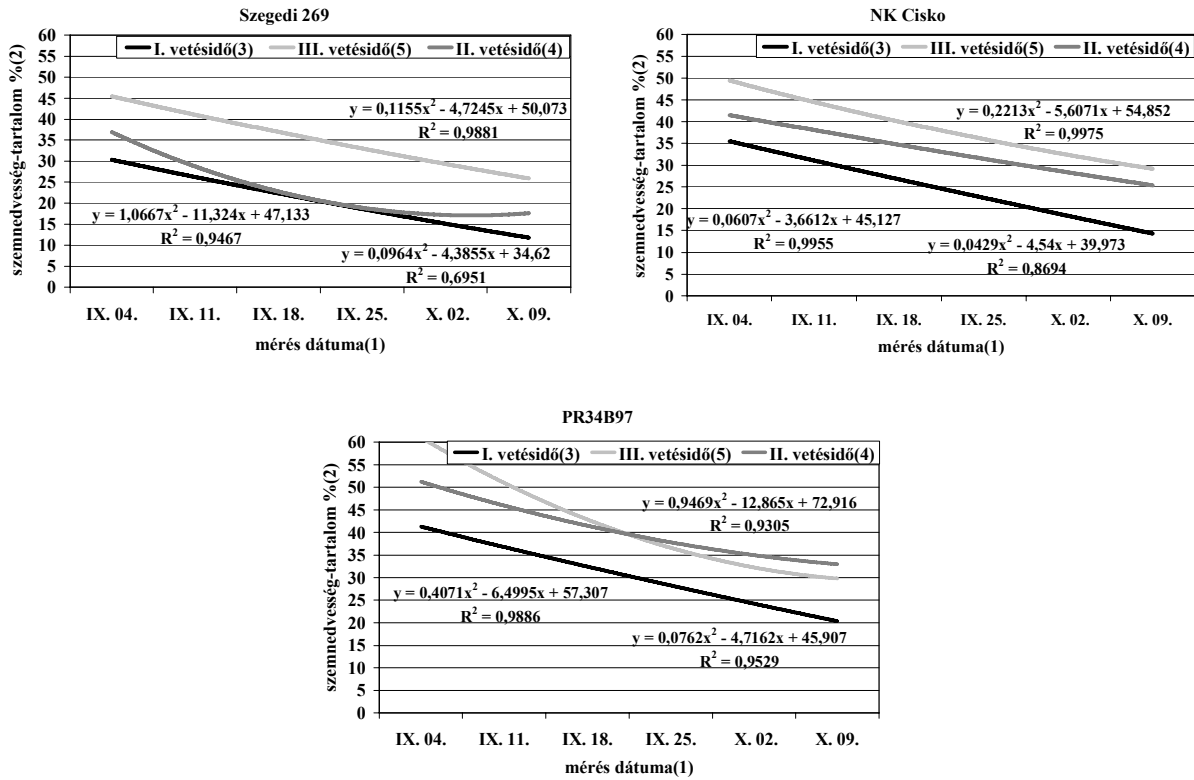 Szegedi 269
I. vetésidő(3) III. vetésidő(5) II. vetésidő(4)
szemnedvesség-tartalom %(2)
60
55
50
45
40
35
30
25
20
15
10
5
0
y = 0,1155x² - 4,7245x + 50,073
R² = 0,9881
y = 1,0667x² - 11,324x + 47,133
R² = 0,9467
y = 0,0964x² - 4,3855x + 34,62
R² = 0,6951
IX. 04. IX. 11. IX. 18. IX. 25. X. 02. X. 09.
mérés dátuma(1)
NK Cisko
I. vetésidő(3) III. vetésidő(5) II. vetésidő(4)
szemnedvesség-tartalom %(2)
60
55
50
45
40
35
30
25
20
15
10
5
0
y = 0,2213x² - 5,6071x + 54,852
R² = 0,9975
y = 0,0607x² - 3,6612x + 45,127
R² = 0,9955
y = 0,0429x² - 4,54x + 39,973
R² = 0,8694
IX. 04. IX. 11. IX. 18. IX. 25. X. 02. X. 09.
mérés dátuma(1)
PR34B97
I. vetésidő(3) III. vetésidő(5) II. vetésidő(4)
szemnedvesség-tartalom %(2)
60
55
50
45
40
35
30
25
20
15
10
5
0
y = 0,9469x² - 12,865x + 72,916
R² = 0,9305
y = 0,4071x² - 6,4995x + 57,307
R² = 0,9886
y = 0,0762x² - 4,7162x + 45,907
R² = 0,9529
IX. 04. IX. 11. IX. 18. IX. 25. X. 02. X. 09.
mérés dátuma(1)